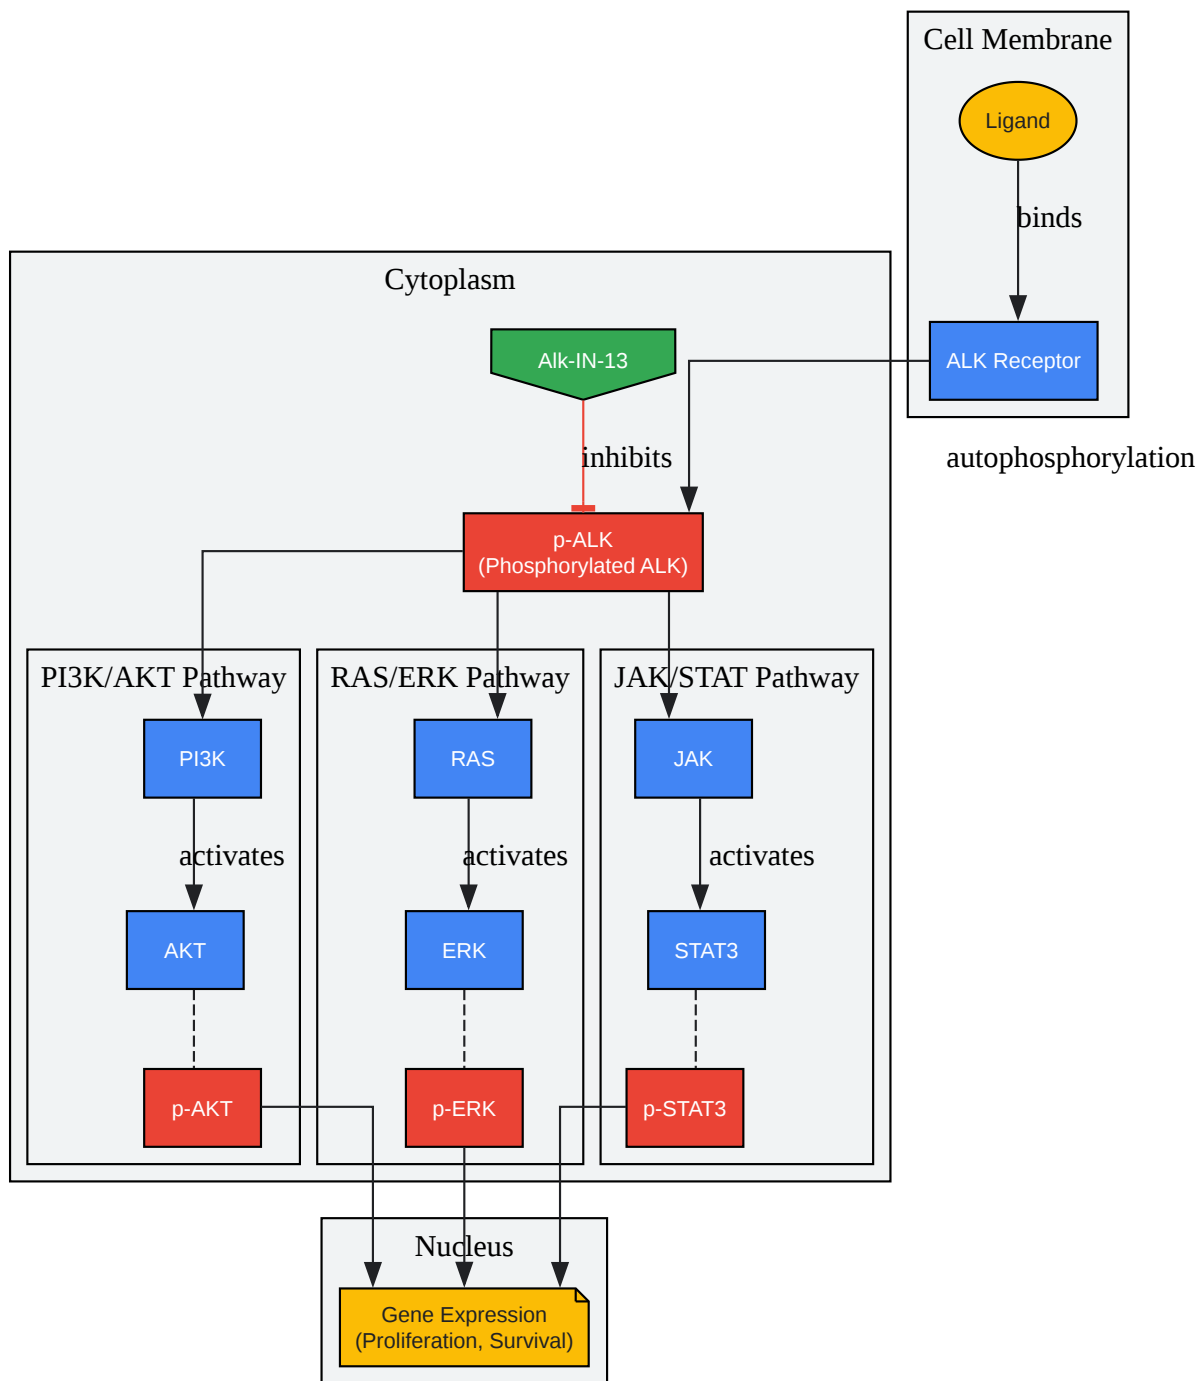 Cell Membrane
Ligand
binds
Cytoplasm
Alk-IN-13
ALK Receptor
inhibits
autophosphorylation
p-ALK
(Phosphorylated ALK)
PI3K/AKT Pathway
RAS/ERK Pathway
JAK/STAT Pathway
PI3K
RAS
JAK
activates
activates
activates
AKT
ERK
STAT3
p-AKT
p-ERK
p-STAT3
Nucleus
Gene Expression
(Proliferation, Survival)